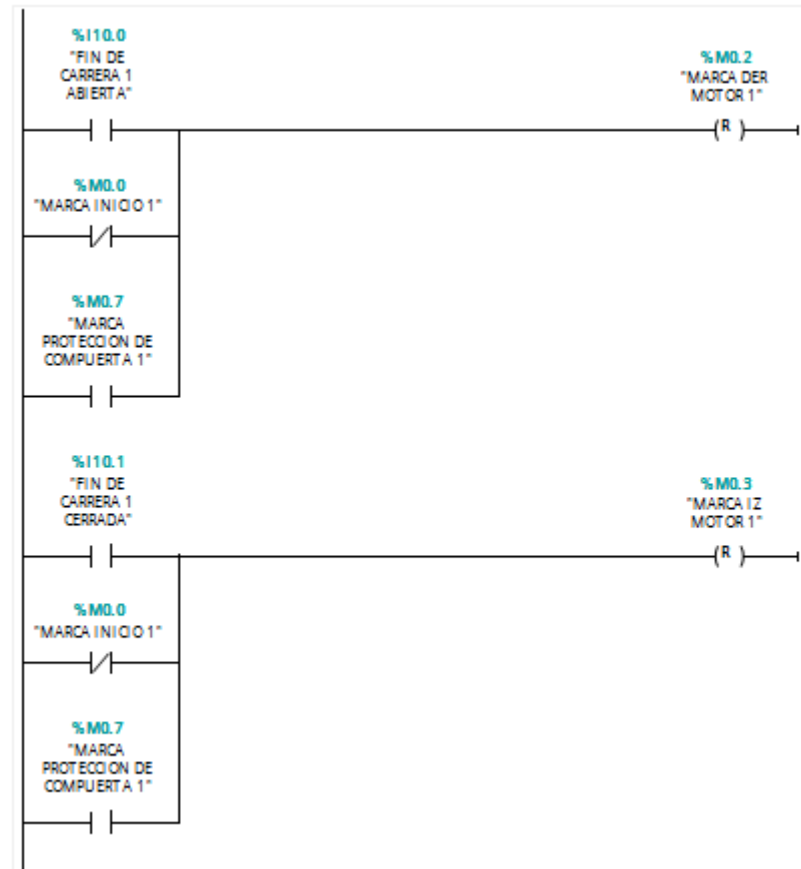 %I10.0
"FIN DE
CARRERA 1
ABIERTA"
%M0.2
"MARCA DER
MOTOR 1"
R
%M0.0
"MARCA INICIO 1"
%M0.7
"MARCA
PROTECCION DE
COMPUERTA 1"
%I10.1
"FIN DE
CARRERA 1
CERRADA"
%M0.3
"MARCA IZ
MOTOR 1"
R
%M0.0
"MARCA INICIO 1"
%M0.7
"MARCA
PROTECCION DE
COMPUERTA 1"